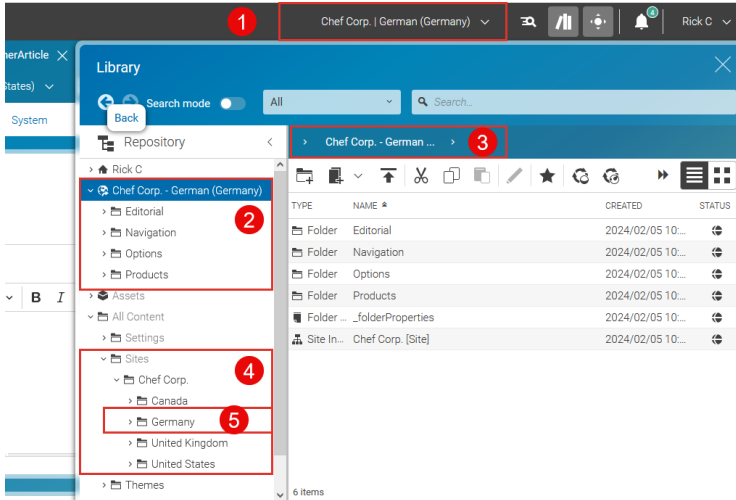 1
Chef Corp. | German (Germany)
4
Rick C
nerArticle
States)
System
Library
Search mode
All
Search...
Back
Repository
Chef Corp. - German ...
3
Rick C
Chef Corp. - German (Germany)
2
Editorial
Navigation
Options
Products
Assets
All Content
Settings
Sites
4
Chef Corp.
Canada
Germany
5
United Kingdom
United States
Themes
B I
TYPE NAME CREATED STATUS
Folder Editorial 2024/02/05 10:...
Folder Navigation 2024/02/05 10:...
Folder Options 2024/02/05 10:...
Folder Products 2024/02/05 10:...
Folder ... _folderProperties 2024/02/05 10:...
Site In... Chef Corp. [Site] 2024/02/05 10:...
6 items